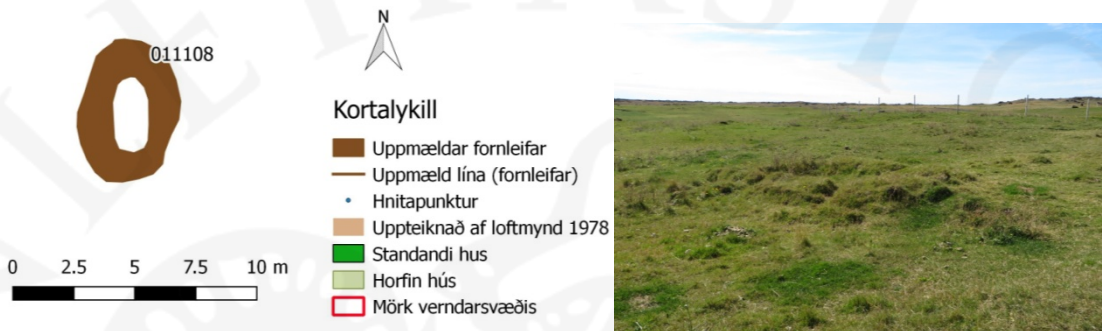 011108
N
Kortalykill
Uppmældar fornleifar
Uppmæld lína (fornleifar)
Hnitapunktur
Uppteiknað af loftmynd 1978
Standandi hus
Horfin hús
Mörk verndarsvæðis
0 2.5 5 7.5 10 m